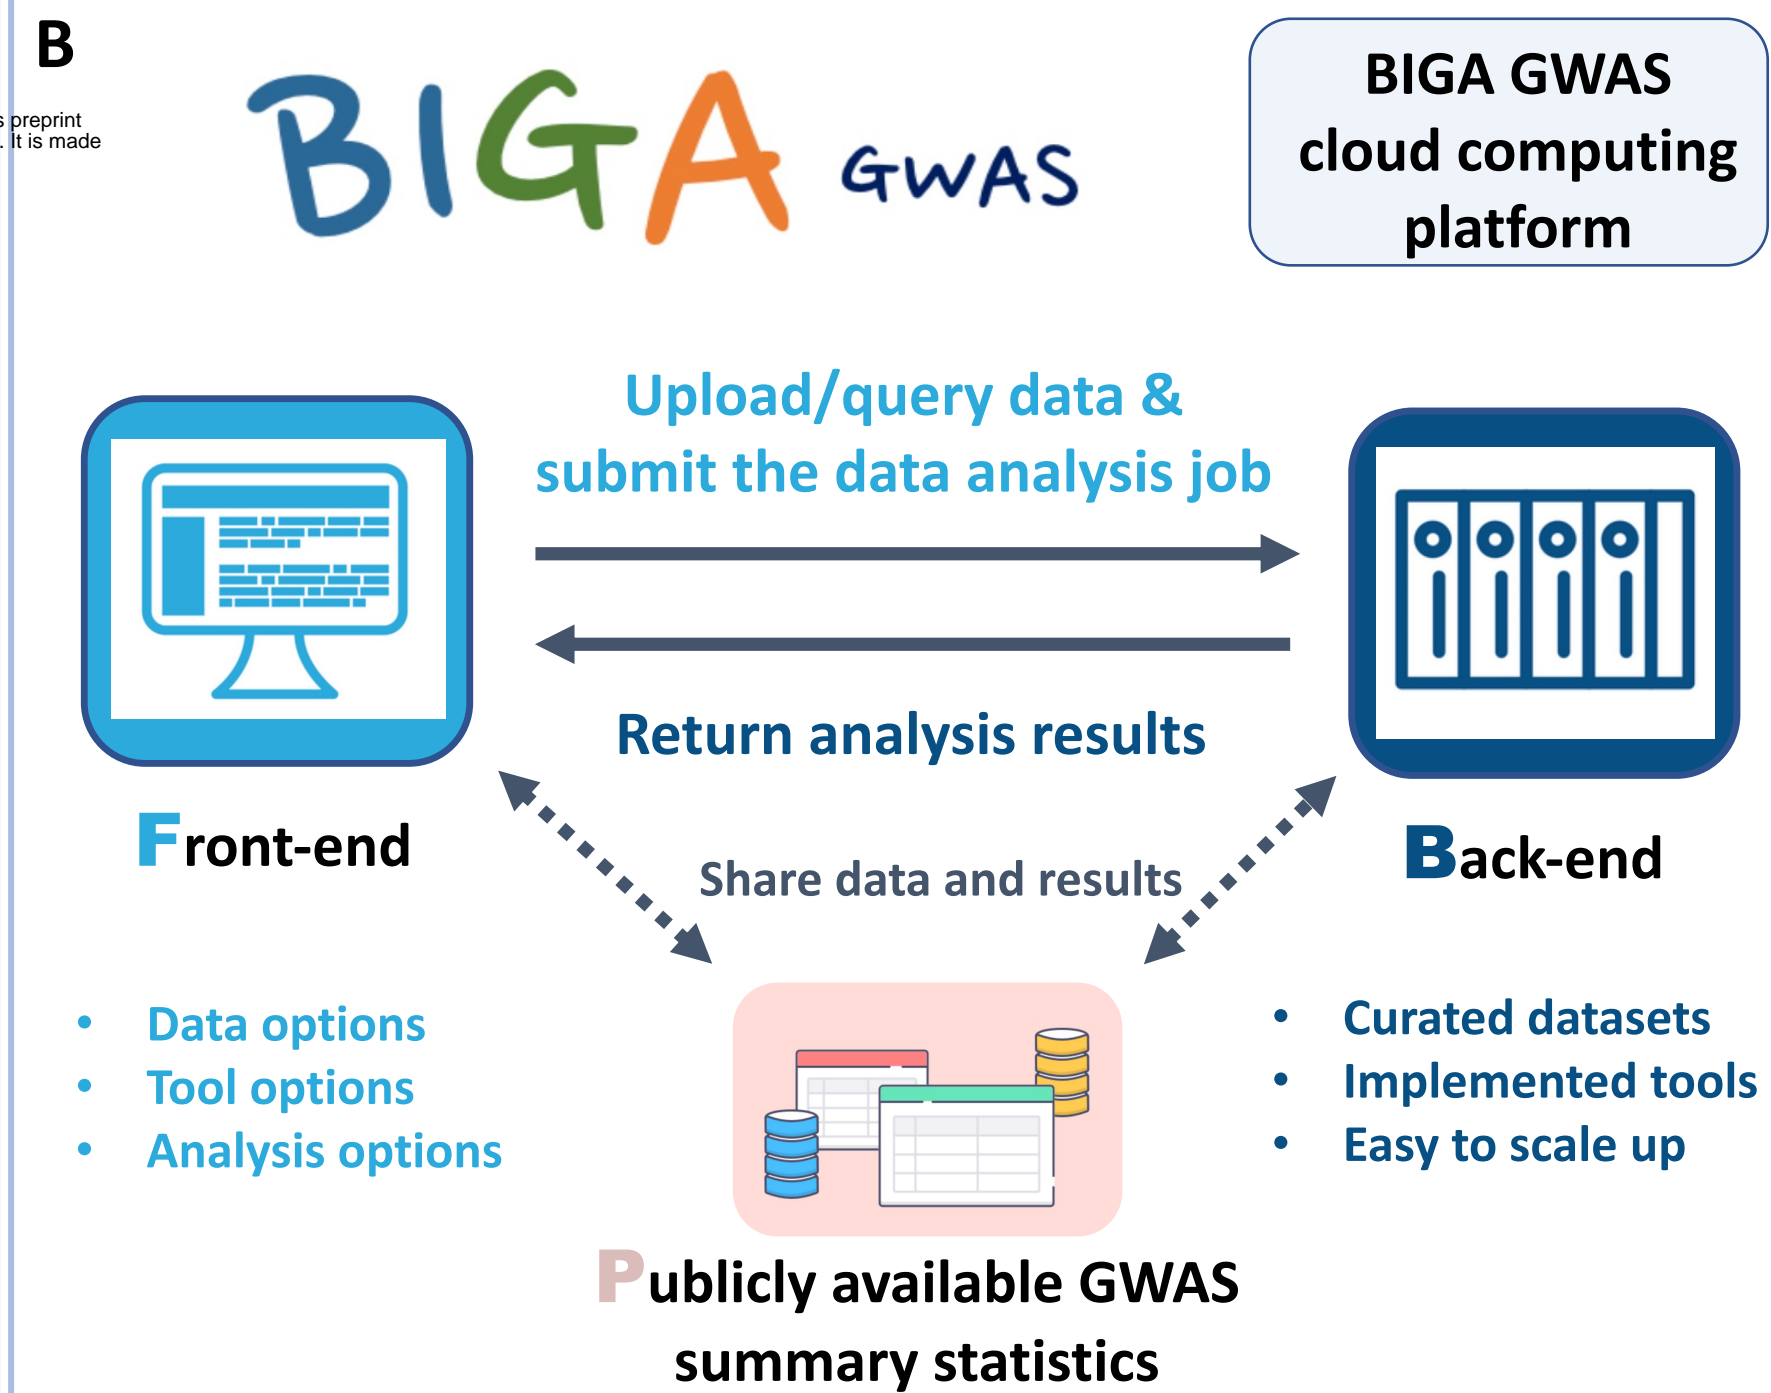 B
s preprint
. It is made
BIGA GWAS
BIGA GWAS
cloud computing
platform
Upload/query data &
submit the data analysis job
Return analysis results
Front-end
Back-end
Share data and results
• Data options
• Tool options
• Analysis options
• Curated datasets
• Implemented tools
• Easy to scale up
Publicly available GWAS
summary statistics